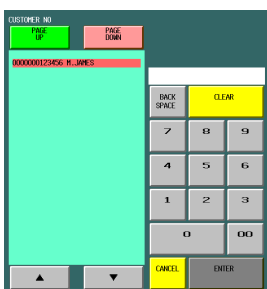 CUSTOMER NO
PAGE UP
PAGE DOWN
0000000123456 M.JAMES
BACK SPACE
CLEAR
7 8 9
4 5 6
1 2 3
0 00
CANCEL
ENTER